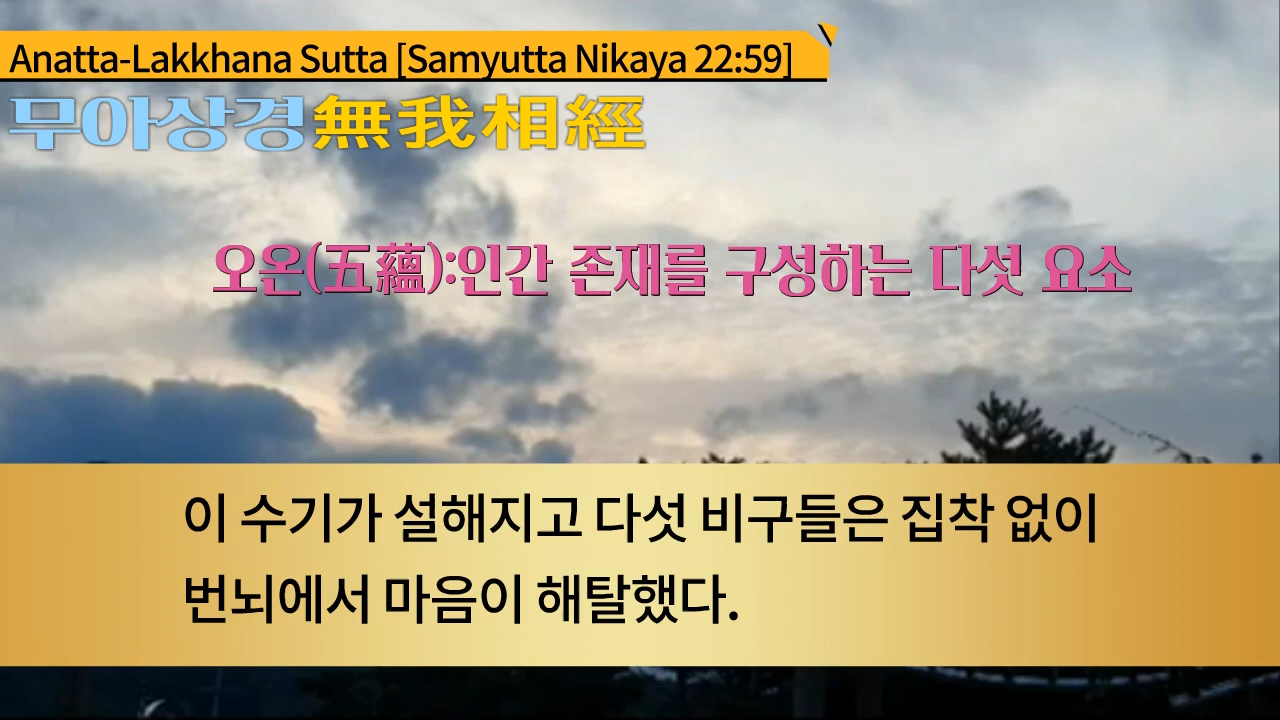 Anatta-Lakkhana Sutta [Samyutta Nikaya 22:59]
무아상경無我相經
오온(五蘊):인간 존재를 구성하는 다섯 요소
이 수기가 설해지고 다섯 비구들은 집착 없이
번뇌에서 마음이 해탈했다.